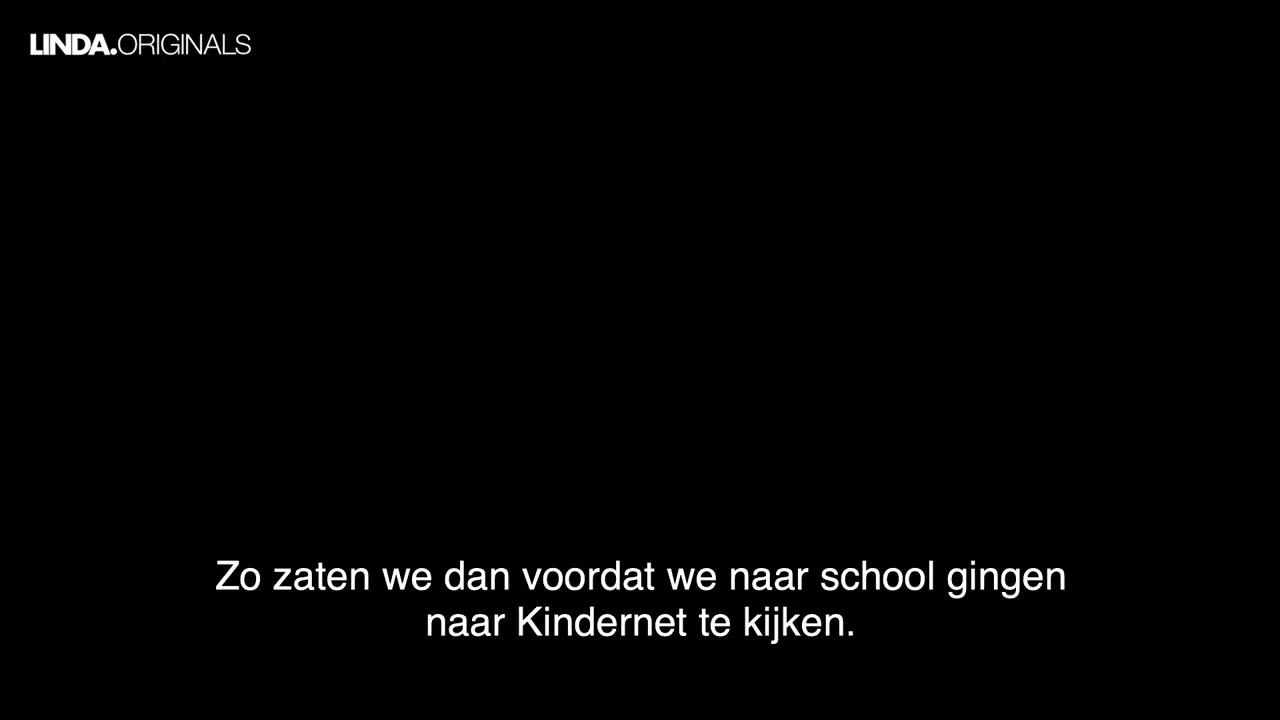 LINDA.ORIGINALS
Zo zaten we dan voordat we naar school gingen
naar Kindernet te kijken.